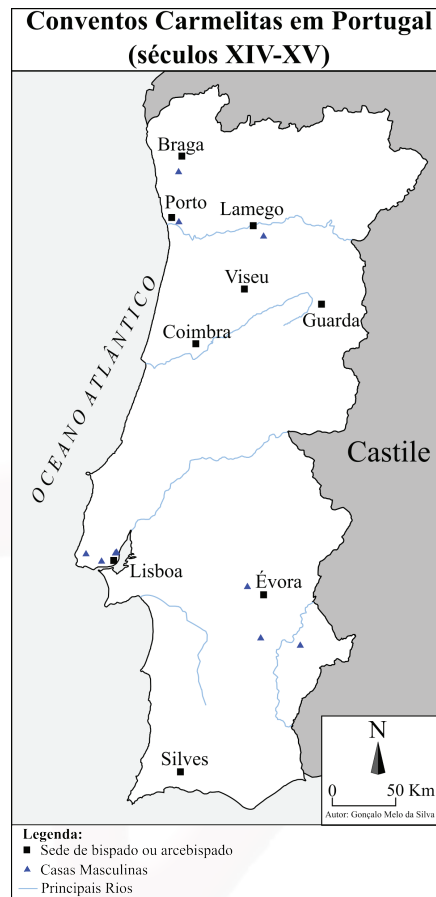 Conventos Carmelitas em Portugal
(séculos XIV-XV)
Braga
Porto
Lamego
Viseu
Guarda
Coimbra
OCEANO ATLÂNTICO
Castile
Lisboa
Évora
Silves
N
0 50 Km
Autor: Gonçalo Melo da Silva
Legenda:
Sede de bispado ou arcebispado
Casas Masculinas
Principais Rios